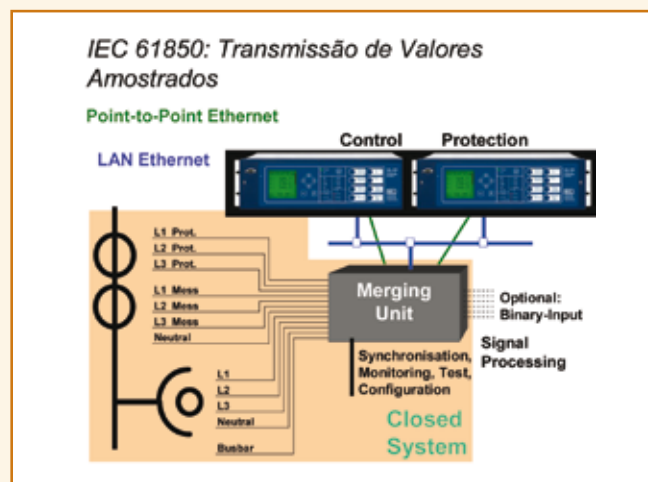 IEC 61850: Transmissão de Valores
Amostrados
Point-to-Point Ethernet
Control
Protection
LAN Ethernet
L1 Prot.
L2 Prot.
L3 Prot.
L1 Mess
L2 Mess
L3 Mess
Neutral
Merging
Unit
Optional:
Binary-Input
Signal
Processing
Synchronisation,
Monitoring, Test,
Configuration
L1
L2
L3
Neutral
Busbar
Closed
System